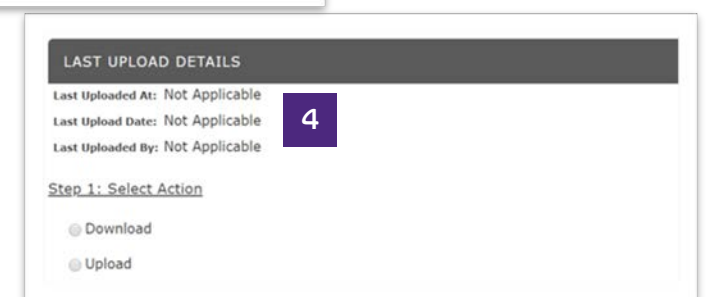 LAST UPLOAD DETAILS
Last Uploaded At: Not Applicable
Last Upload Date: Not Applicable
Last Uploaded By: Not Applicable
4
Step 1: Select Action
Download
Upload